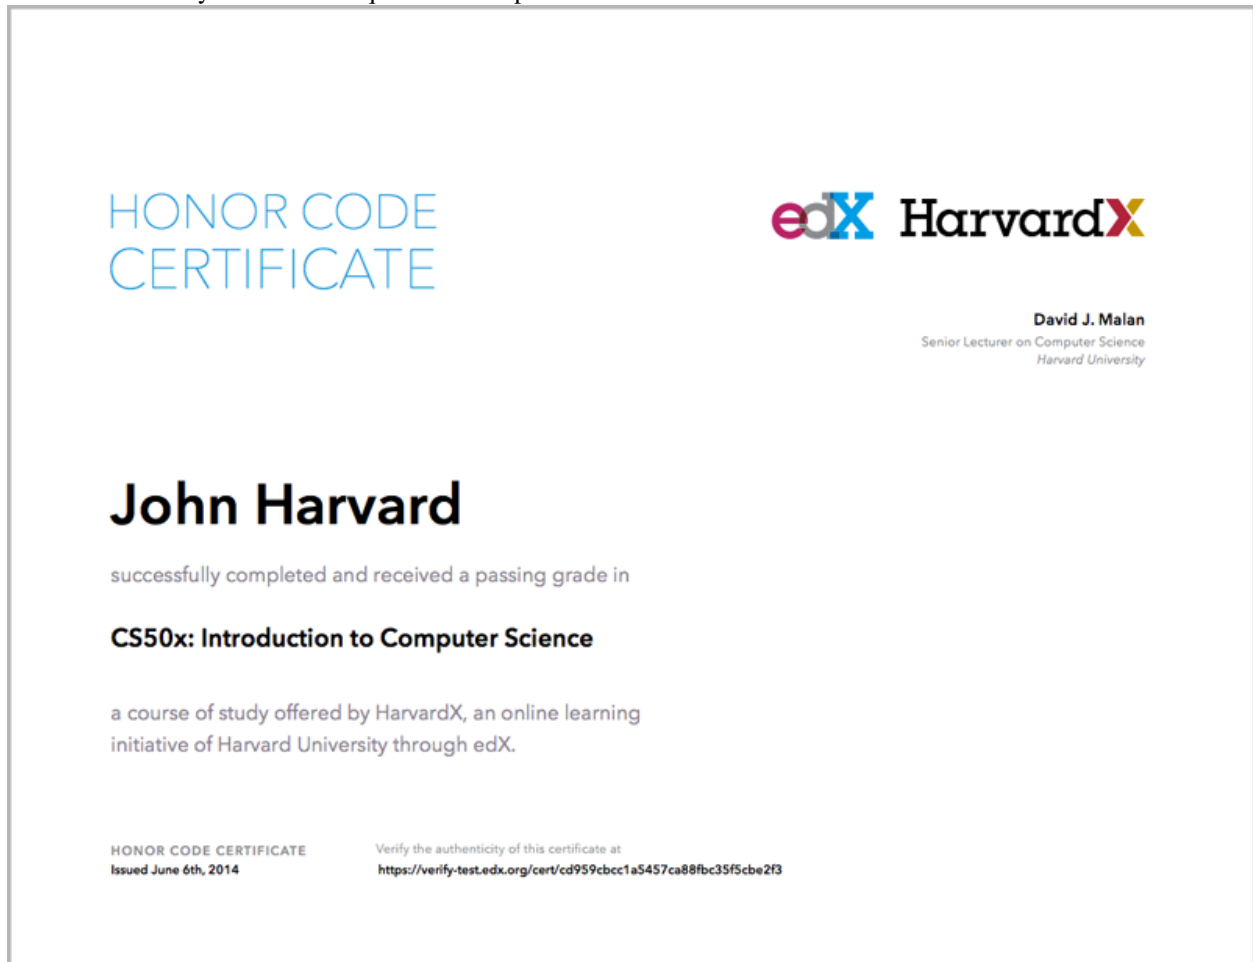 HONOR CODE
CERTIFICATE
edX HarvardX
David J. Malan
Senior Lecturer on Computer Science
Harvard University
John Harvard
successfully completed and received a passing grade in
CS50x: Introduction to Computer Science
a course of study offered by HarvardX, an online learning
initiative of Harvard University through edX.
HONOR CODE CERTIFICATE
Issued June 6th, 2014
Verify the authenticity of this certificate at
https://verify-test.edx.org/cert/cd959cbcc1a5457ca88fbc35f5cbe2f3